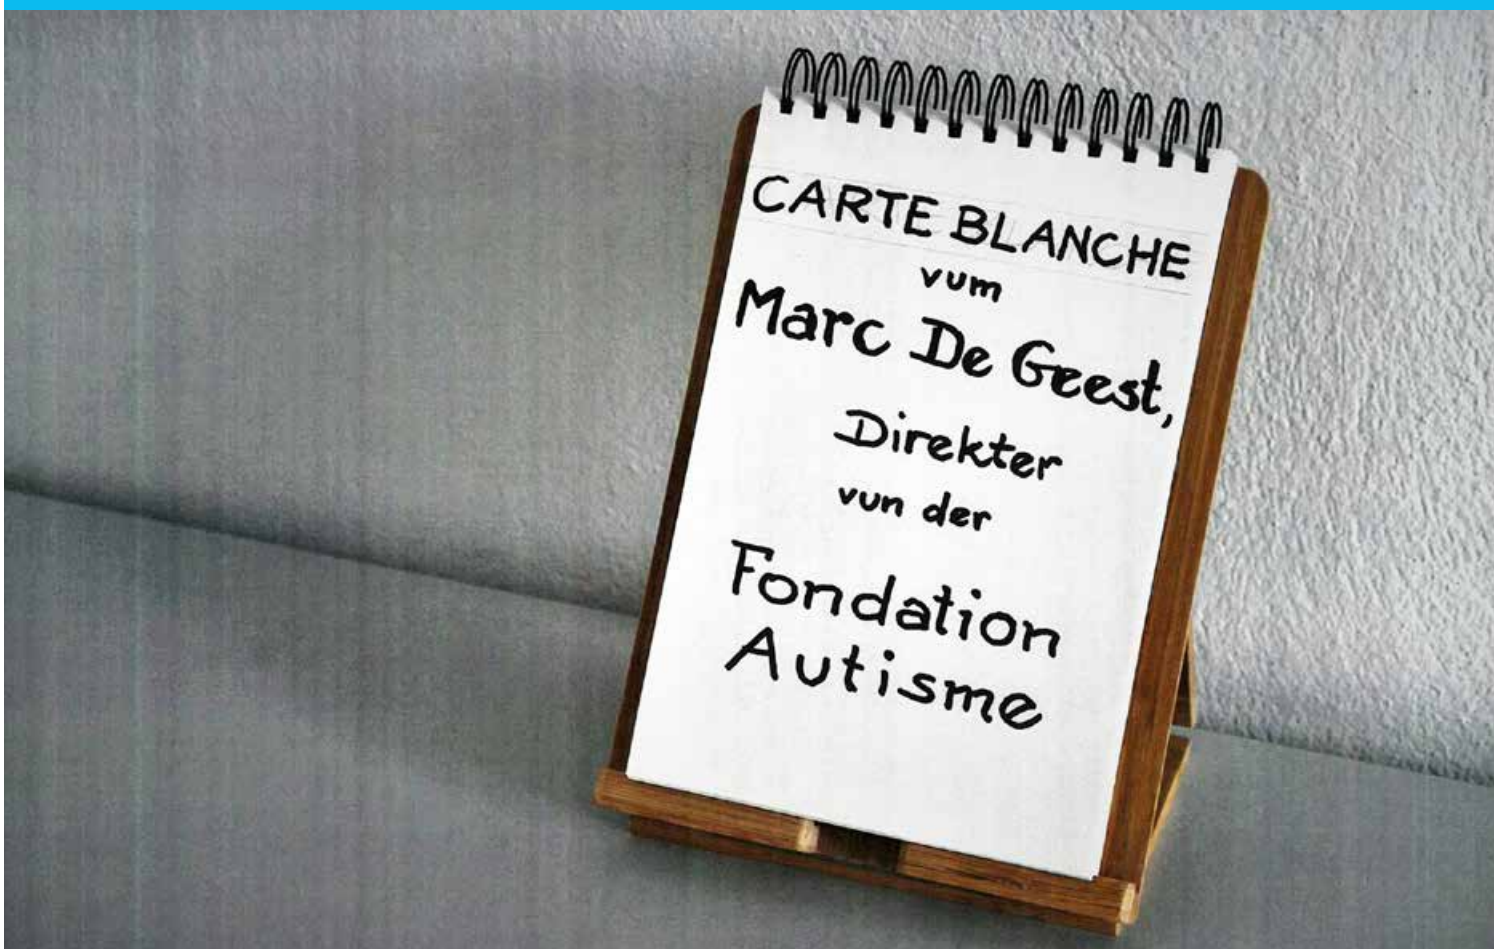 CARTE BLANCHE
vum
Marc De Geest,
Direkter
vun der
Fondation
Autisme